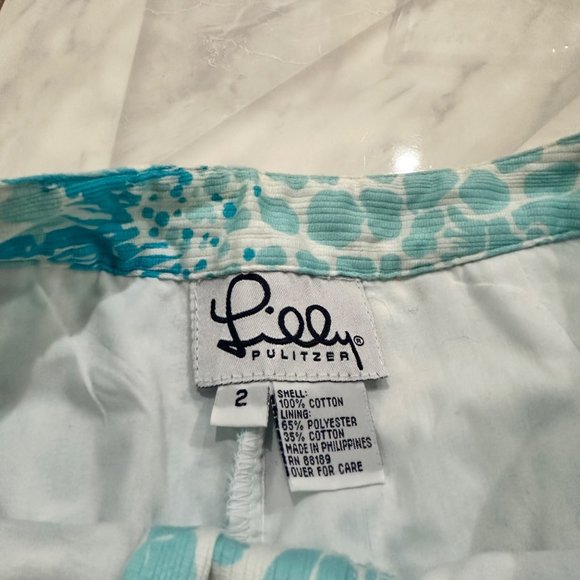 Lilly®
PULITZER
2
SHELL:
100% COTTON
LINING:
65% POLYESTER
35% COTTON
MADE IN PHILIPPINES
RN 88189
OVER FOR CARE